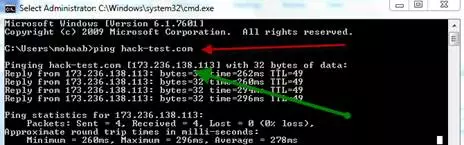 Select Administrator: C:\Windows\system32\cmd.exe
Microsoft Windows [Version 6.1.7601]
Copyright (c) 2009 Microsoft Corporation. All rights reserved.
C:\Users\mohaab>ping hack-test.com
Pinging hack-test.com [173.236.138.113] with 32 bytes of data:
Reply from 173.236.138.113: bytes=32 time=262ms TTL=49
Reply from 173.236.138.113: bytes=32 time=260ms TTL=49
Reply from 173.236.138.113: bytes=32 time=296ms TTL=49
Reply from 173.236.138.113: bytes=32 time=294ms TTL=49
Ping statistics for 173.236.138.113:
Packets: Sent = 4, Received = 4, Lost = 0 (0% loss),
Approximate round trip times in milli-seconds:
Minimum = 260ms, Maximum = 296ms, Average = 278ms